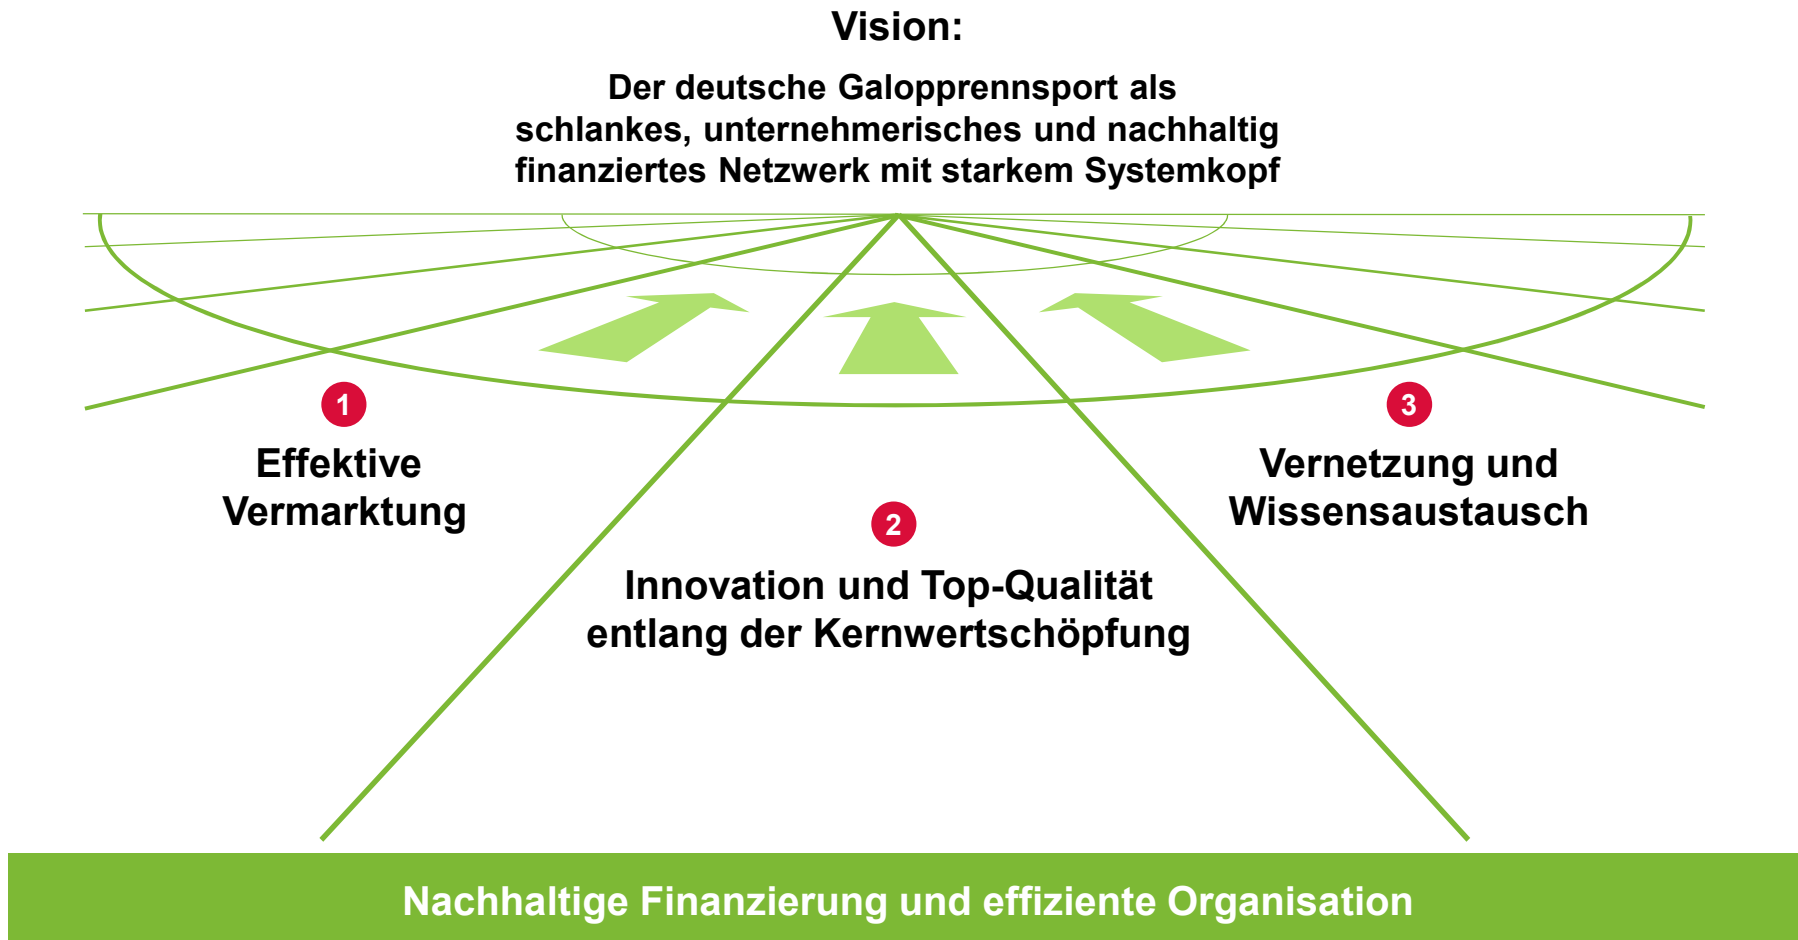 Vision:
Der deutsche Galopprennsport als
schlankes, unternehmerisches und nachhaltig
finanziertes Netzwerk mit starkem Systemkopf
1
Effektive
Vermarktung
2
Innovation und Top-Qualität
entlang der Kernwertschöpfung
3
Vernetzung und
Wissensaustausch
Nachhaltige Finanzierung und effiziente Organisation